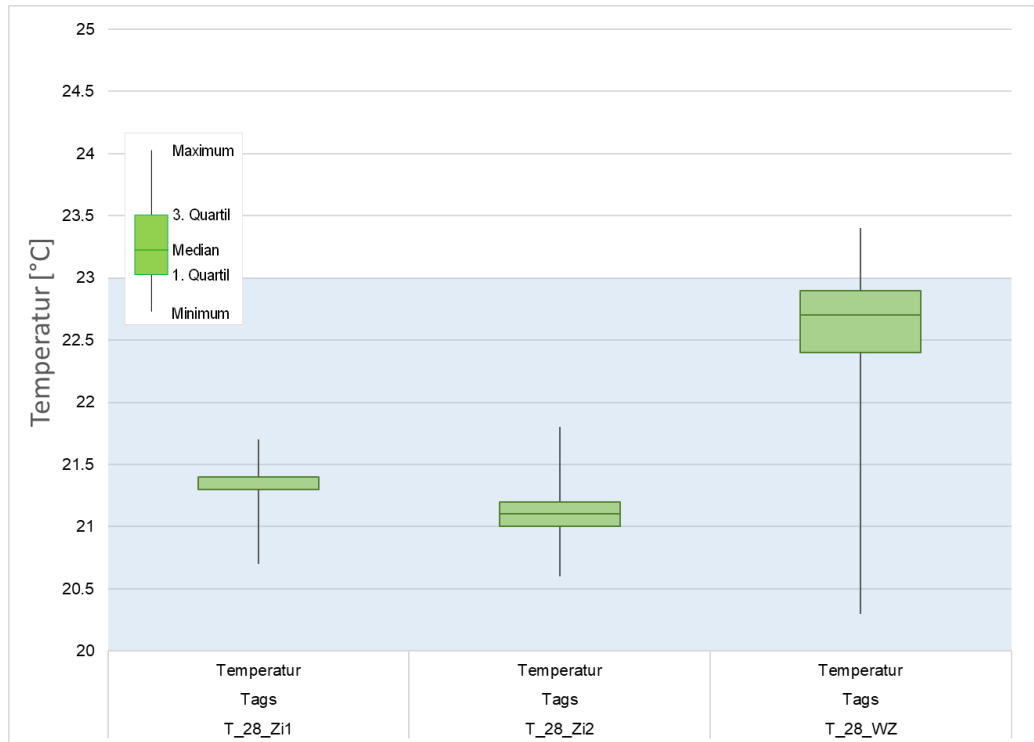 Temperatur [°C]
25
24.5
24
23.5
23
22.5
22
21.5
21
20.5
20
Maximum
3. Quartil
Median
1. Quartil
Minimum
Temperatur Temperatur Temperatur
Tags Tags Tags
T_28_Zi1 T_28_Zi2 T_28_WZ